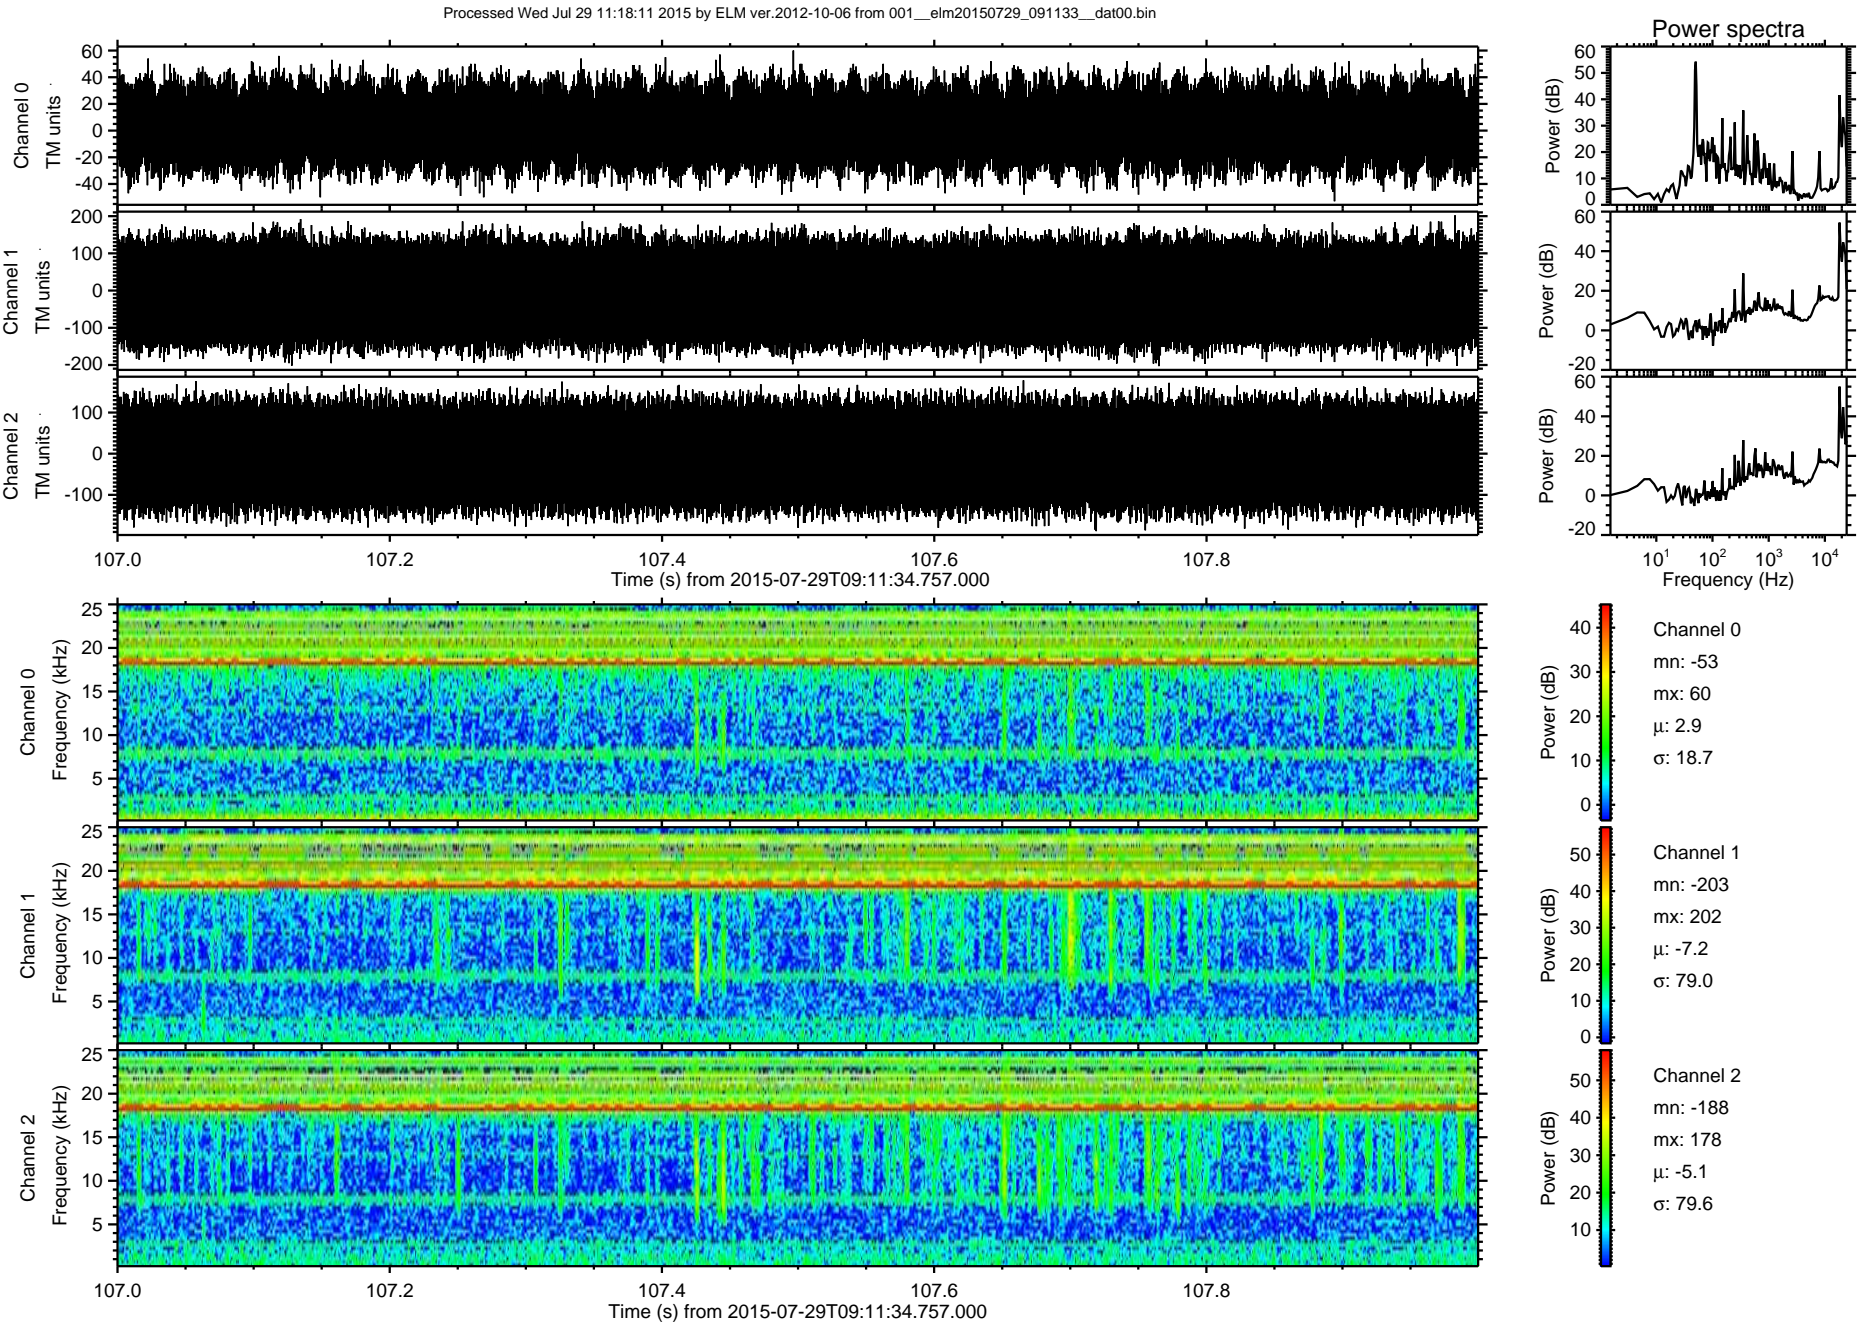 Processed Wed Jul 29 11:18:11 2015 by ELM ver.2012-10-06 from 001__elm20150729_091133__dat00.bin
Power spectra
Channel 0
TM units
60
40
20
0
-20
-40
Power (dB)
60
50
40
30
20
10
0
Channel 1
TM units
200
100
0
-100
-200
Power (dB)
60
40
20
0
-20
Channel 2
TM units
100
0
-100
Power (dB)
60
40
20
0
-20
107.0 107.2 107.4 107.6 107.8
Time (s) from 2015-07-29T09:11:34.757.000
10^1 10^2 10^3 10^4
Frequency (Hz)
Channel 0
Frequency (kHz)
25
20
15
10
5
Power (dB)
40
30
20
10
0
Channel 0
mn: -53
mx: 60
μ: 2.9
σ: 18.7
Channel 1
Frequency (kHz)
25
20
15
10
5
Power (dB)
50
40
30
20
10
0
Channel 1
mn: -203
mx: 202
μ: -7.2
σ: 79.0
Channel 2
Frequency (kHz)
25
20
15
10
5
Power (dB)
50
40
30
20
10
Channel 2
mn: -188
mx: 178
μ: -5.1
σ: 79.6
107.0 107.2 107.4 107.6 107.8
Time (s) from 2015-07-29T09:11:34.757.000